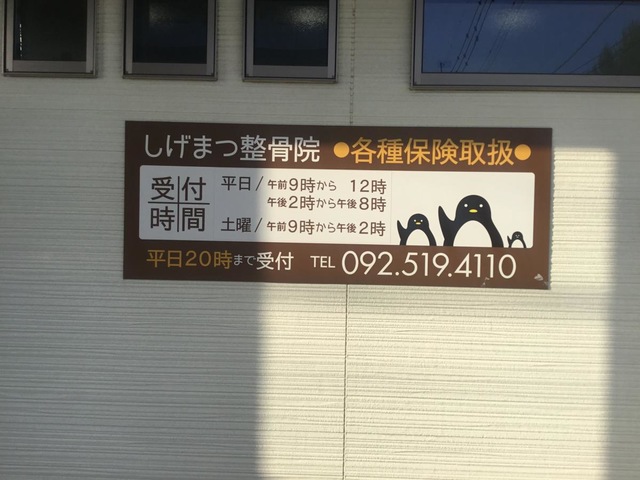 しげまつ整骨院 ●各種保険取扱●
受付時間
平日/午前9時から 12時
午後2時から午後8時
土曜/午前9時から午後2時
平日20時まで受付 TEL 092.519.4110